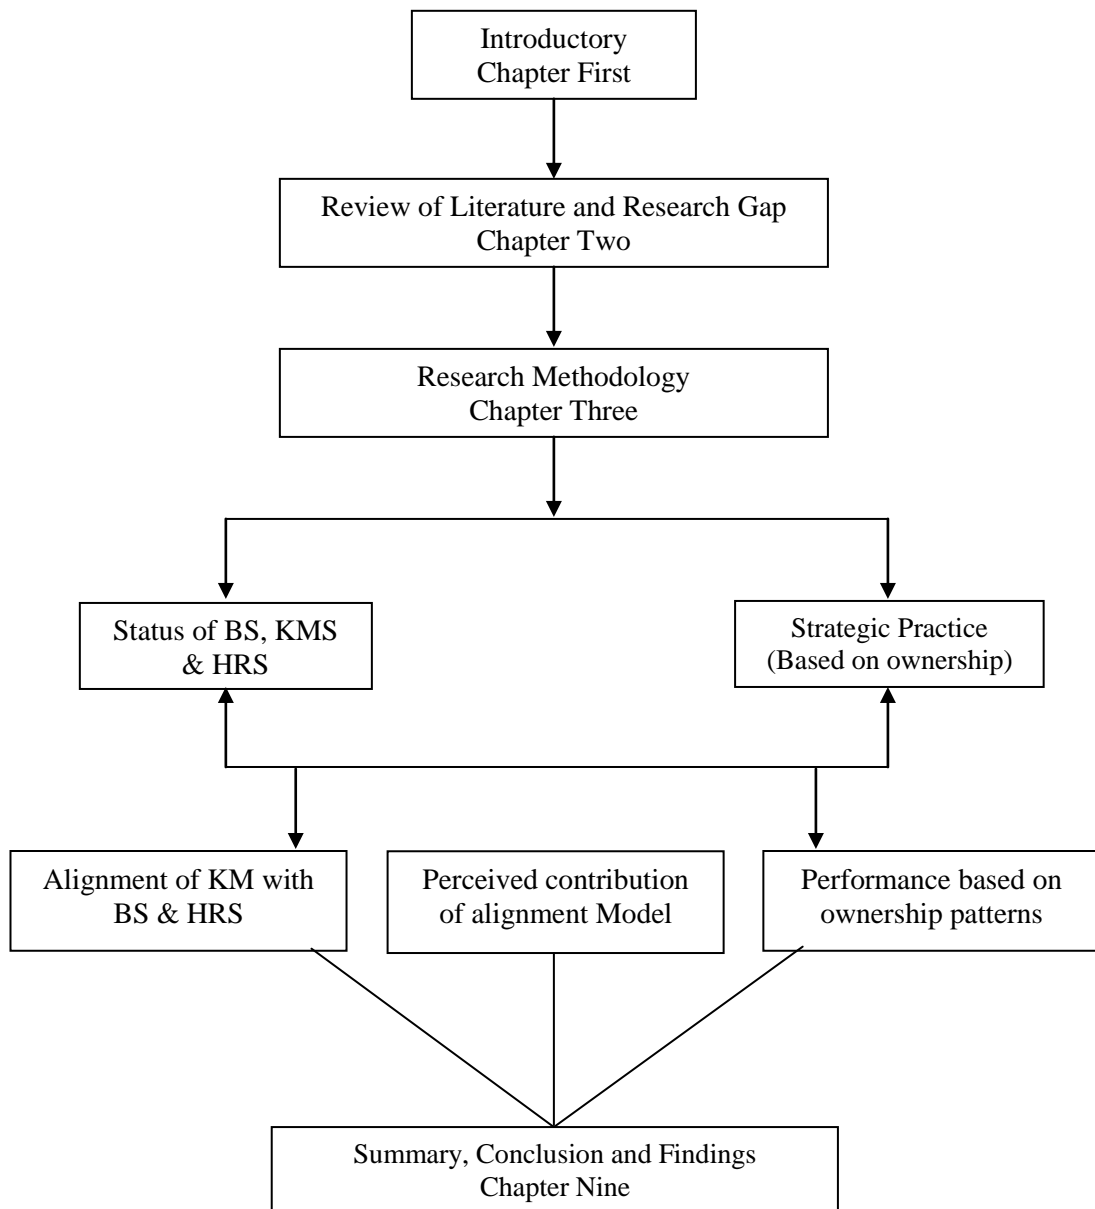 Introductory
Chapter First
Review of Literature and Research Gap
Chapter Two
Research Methodology
Chapter Three
Status of BS, KMS
& HRS
Strategic Practice
(Based on ownership)
Alignment of KM with
BS & HRS
Perceived contribution
of alignment Model
Performance based on
ownership patterns
Summary, Conclusion and Findings
Chapter Nine